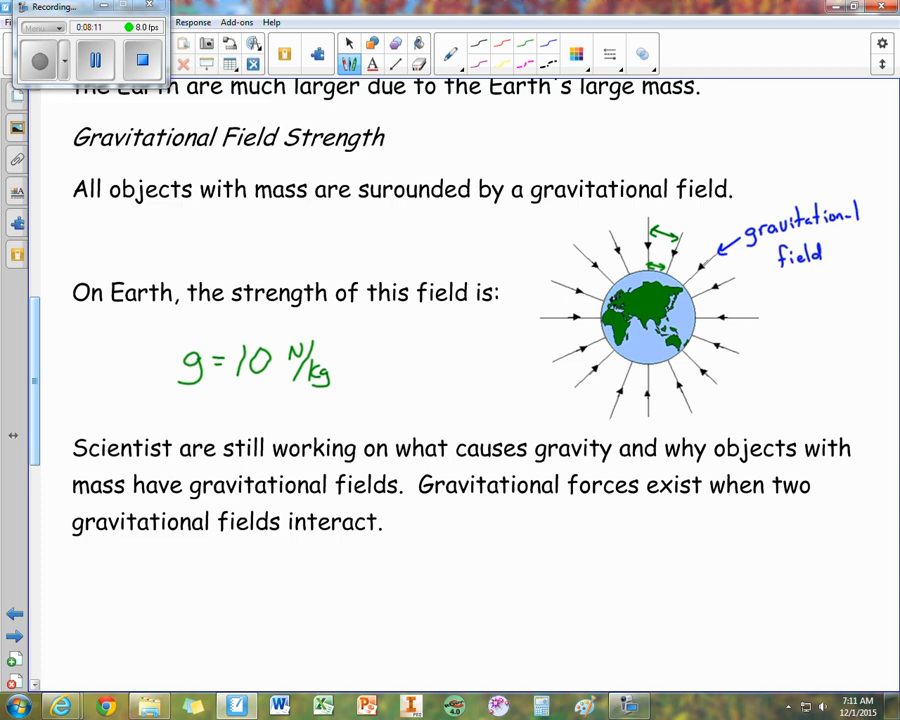 Recording...
Menu
0:08:11
8.0 fps
Response Add-ons Help
the Earth are much larger due to the Earth's large mass.
Gravitational Field Strength
All objects with mass are surounded by a gravitational field.
gravitational
field
On Earth, the strength of this field is:
g = 10 N/kg
Scientist are still working on what causes gravity and why objects with
mass have gravitational fields. Gravitational forces exist when two
gravitational fields interact.
4.0
7:11 AM
12/1/2015